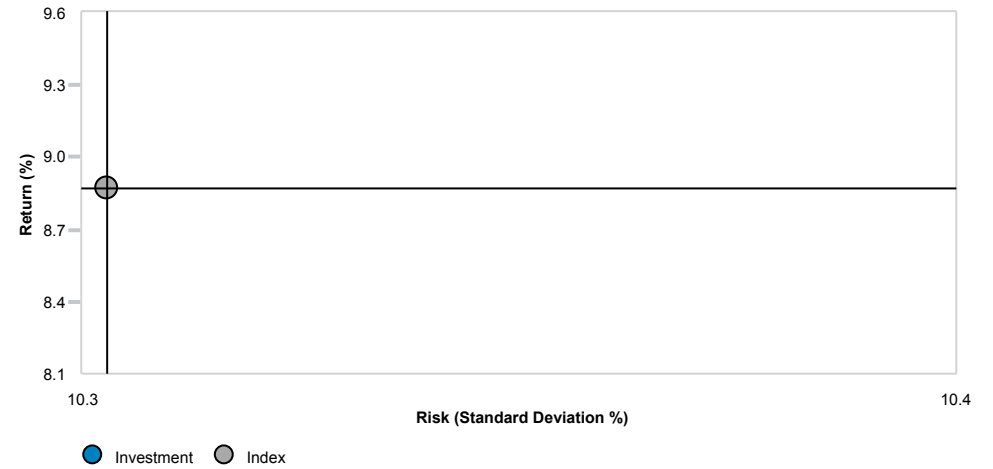 9.6
9.3
9.0
8.7
8.4
8.1
Return (%)
10.3 10.4
Risk (Standard Deviation %)
Investment Index